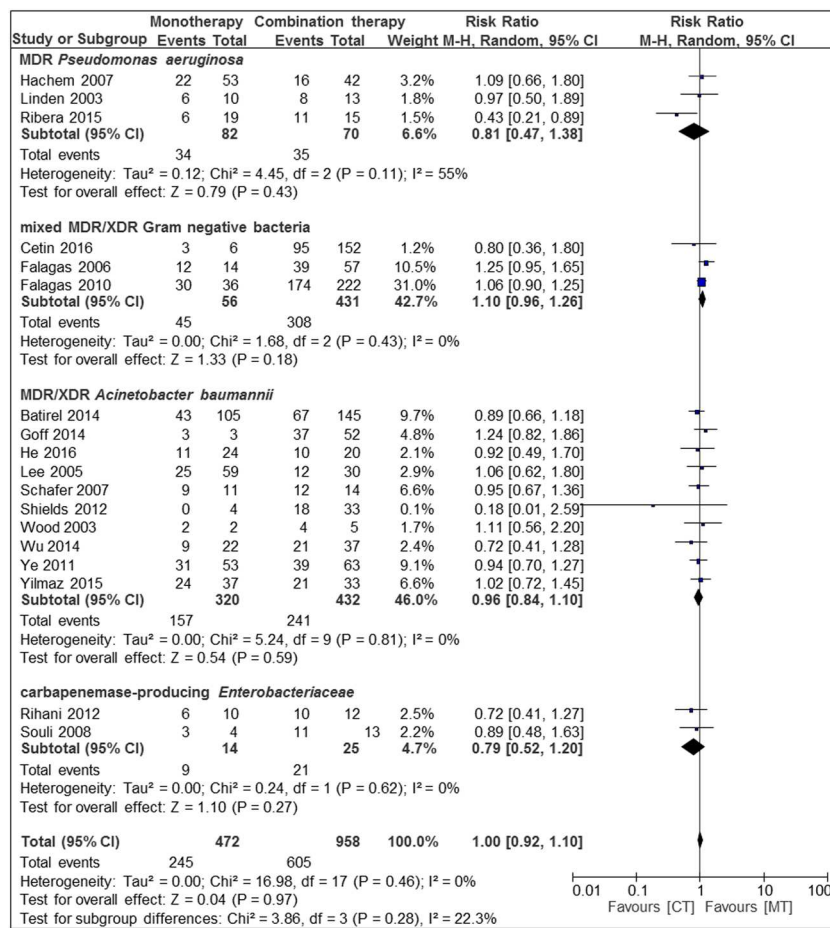 Monotherapy Combination therapy Risk Ratio Risk Ratio
Study or Subgroup Events Total Events Total Weight M-H, Random, 95% CI M-H, Random, 95% CI
MDR Pseudomonas aeruginosa
Hachem 2007 22 53 16 42 3.2% 1.09 [0.66, 1.80]
Linden 2003 6 10 8 13 1.8% 0.97 [0.50, 1.89]
Ribera 2015 6 19 11 15 1.5% 0.43 [0.21, 0.89]
Subtotal (95% CI) 82 70 6.6% 0.81 [0.47, 1.38]
Total events 34 35
Heterogeneity: Tau² = 0.12; Chi² = 4.45, df = 2 (P = 0.11); I² = 55%
Test for overall effect: Z = 0.79 (P = 0.43)
mixed MDR/XDR Gram negative bacteria
Cetin 2016 3 6 95 152 1.2% 0.80 [0.36, 1.80]
Falagas 2006 12 14 39 57 10.5% 1.25 [0.95, 1.65]
Falagas 2010 30 36 174 222 31.0% 1.06 [0.90, 1.25]
Subtotal (95% CI) 56 431 42.7% 1.10 [0.96, 1.26]
Total events 45 308
Heterogeneity: Tau² = 0.00; Chi² = 1.68, df = 2 (P = 0.43); I² = 0%
Test for overall effect: Z = 1.33 (P = 0.18)
MDR/XDR Acinetobacter baumannii
Batirel 2014 43 105 67 145 9.7% 0.89 [0.66, 1.18]
Goff 2014 3 3 37 52 4.8% 1.24 [0.82, 1.86]
He 2016 11 24 10 20 2.1% 0.92 [0.49, 1.70]
Lee 2005 25 59 12 30 2.9% 1.06 [0.62, 1.80]
Schafer 2007 9 11 12 14 6.6% 0.95 [0.67, 1.36]
Shields 2012 0 4 18 33 0.1% 0.18 [0.01, 2.59]
Wood 2003 2 2 4 5 1.7% 1.11 [0.56, 2.20]
Wu 2014 9 22 21 37 2.4% 0.72 [0.41, 1.28]
Ye 2011 31 53 39 63 9.1% 0.94 [0.70, 1.27]
Yilmaz 2015 24 37 21 33 6.6% 1.02 [0.72, 1.45]
Subtotal (95% CI) 320 432 46.0% 0.96 [0.84, 1.10]
Total events 157 241
Heterogeneity: Tau² = 0.00; Chi² = 5.24, df = 9 (P = 0.81); I² = 0%
Test for overall effect: Z = 0.54 (P = 0.59)
carbapenemase-producing Enterobacteriaceae
Rihani 2012 6 10 10 12 2.5% 0.72 [0.41, 1.27]
Souli 2008 3 4 11 13 2.2% 0.89 [0.48, 1.63]
Subtotal (95% CI) 14 25 4.7% 0.79 [0.52, 1.20]
Total events 9 21
Heterogeneity: Tau² = 0.00; Chi² = 0.24, df = 1 (P = 0.62); I² = 0%
Test for overall effect: Z = 1.10 (P = 0.27)
Total (95% CI) 472 958 100.0% 1.00 [0.92, 1.10]
Total events 245 605
Heterogeneity: Tau² = 0.00; Chi² = 16.98, df = 17 (P = 0.46); I² = 0%
Test for overall effect: Z = 0.04 (P = 0.97)
Test for subgroup differences: Chi² = 3.86, df = 3 (P = 0.28), I² = 22.3%
0.01 0.1 1 10 100
Favours [CT] Favours [MT]